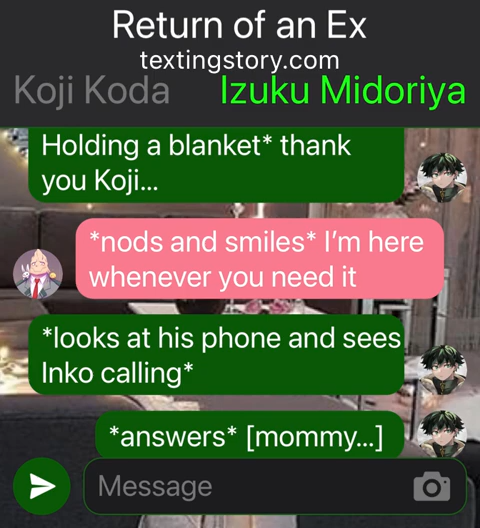 Return of an Ex
textingstory.com
Koji Koda Izuku Midoriya
Holding a blanket* thank
you Koji...
*nods and smiles* I’m here
whenever you need it
*looks at his phone and sees
Inko calling*
*answers* [mommy...]
Message